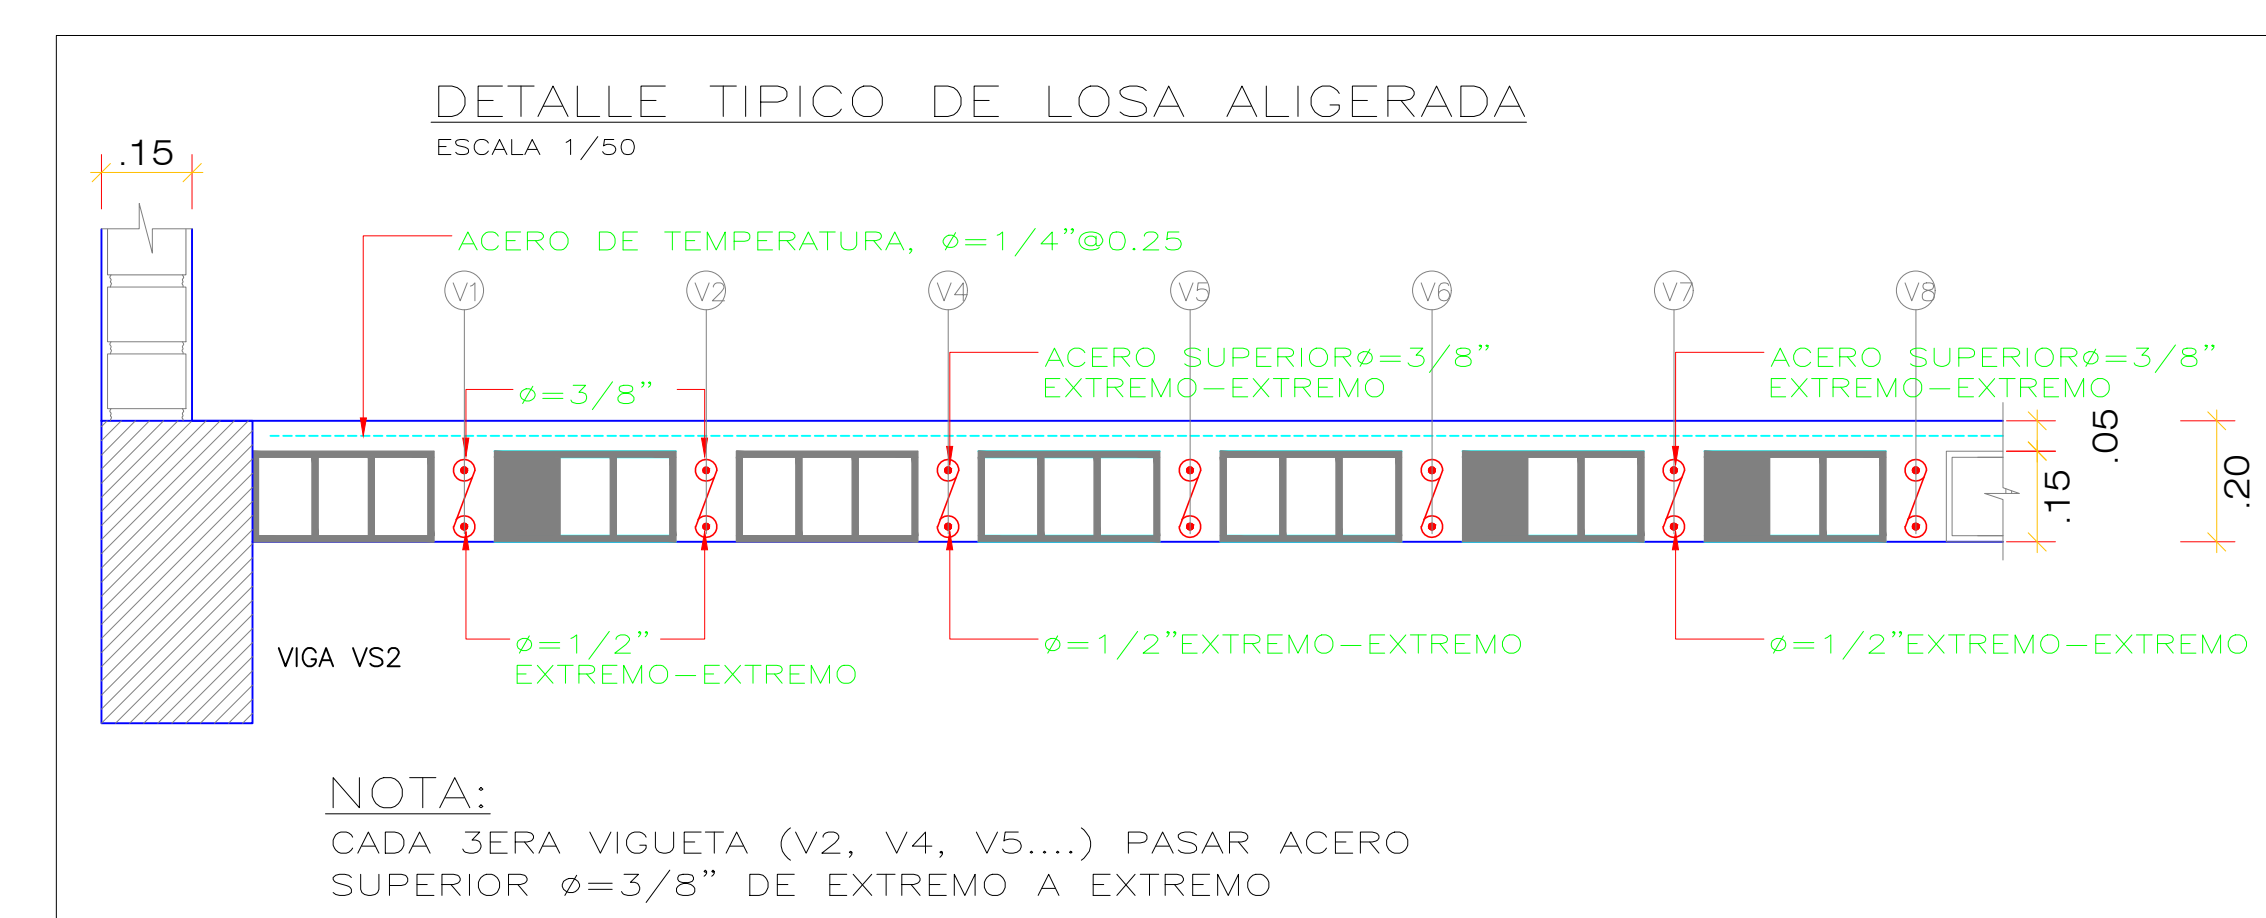 DETALLE TIPICO DE LOSA ALIGERADA
ESCALA 1/50
.15
ACERO DE TEMPERATURA, ø=1/4"@0.25
V1
V2
V4
V5
V6
V7
V8
ø=3/8"
ACERO SUPERIORø=3/8"
EXTREMO-EXTREMO
ACERO SUPERIORø=3/8"
EXTREMO-EXTREMO
.05
.15
.20
VIGA VS2
ø=1/2"
EXTREMO-EXTREMO
ø=1/2"EXTREMO-EXTREMO
ø=1/2"EXTREMO-EXTREMO
NOTA:
CADA 3ERA VIGUETA (V2, V4, V5....) PASAR ACERO
SUPERIOR ø=3/8" DE EXTREMO A EXTREMO